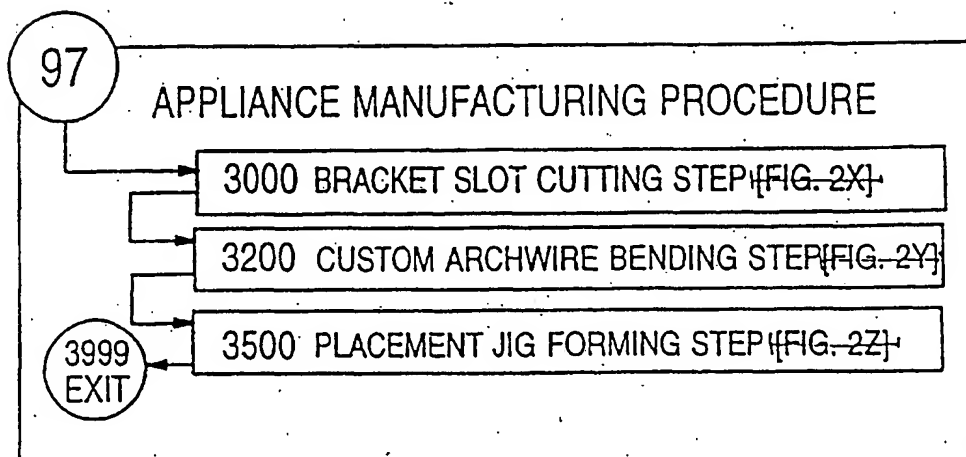 97
APPLIANCE MANUFACTURING PROCEDURE
3000 BRACKET SLOT CUTTING STEP [FIG. 2X]
3200 CUSTOM ARCHWIRE BENDING STEP [FIG. 2Y]
3500 PLACEMENT JIG FORMING STEP [FIG. 2Z]
3999
EXIT